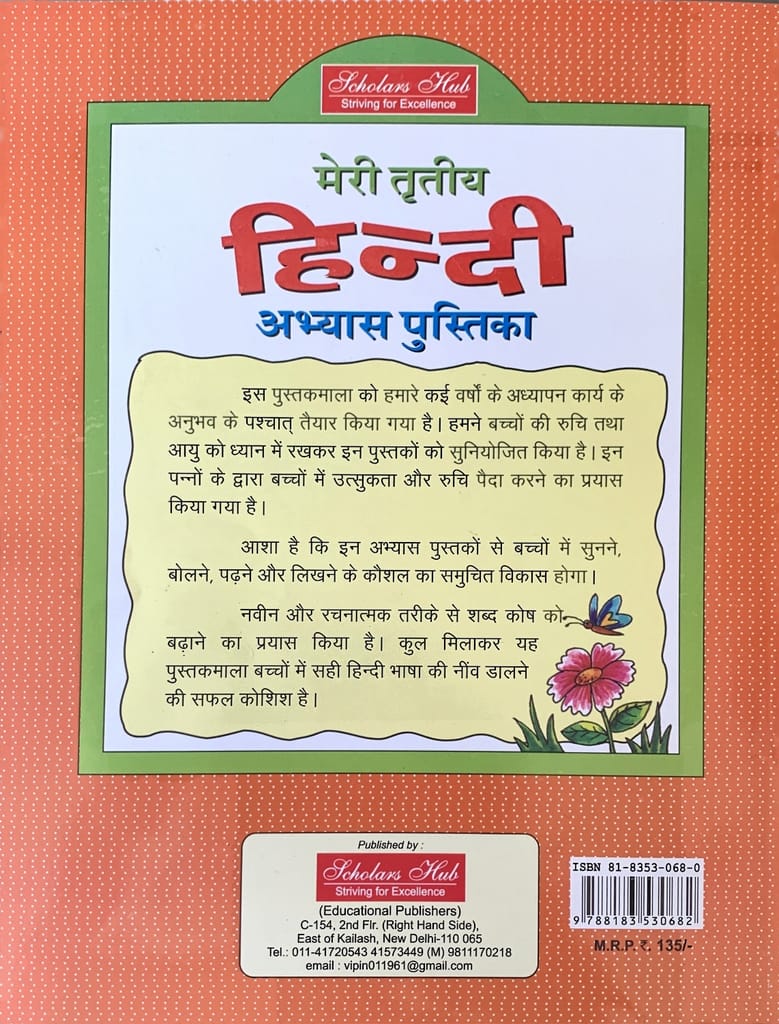 Scholars Hub
Striving for Excellence
मेरी तृतीय
हिन्दी
अभ्यास पुस्तिका
इस पुस्तकमाला को हमारे कई वर्षों के अध्यापन कार्य के
अनुभव के पश्चात् तैयार किया गया है। हमने बच्चों की रुचि तथा
आयु को ध्यान में रखकर इन पुस्तकों को सुनियोजित किया है। इन
पन्नों के द्वारा बच्चों में उत्सुकता और रुचि पैदा करने का प्रयास
किया गया है।
आशा है कि इन अभ्यास पुस्तकों से बच्चों में सुनने,
बोलने, पढ़ने और लिखने के कौशल का समुचित विकास होगा।
नवीन और रचनात्मक तरीके से शब्द कोष को
बढ़ाने का प्रयास किया है। कुल मिलाकर यह
पुस्तकमाला बच्चों में सही हिन्दी भाषा की नींव डालने
की सफल कोशिश है।
Published by :
Scholars Hub
Striving for Excellence
(Educational Publishers)
C-154, 2nd Flr. (Right Hand Side),
East of Kailash, New Delhi-110 065
Tel.: 011-41720543 41573449 (M) 9811170218
email : vipin011961@gmail.com
ISBN 81-8353-068-0
9 788183 530682
M.R.P. ₹. 135/-